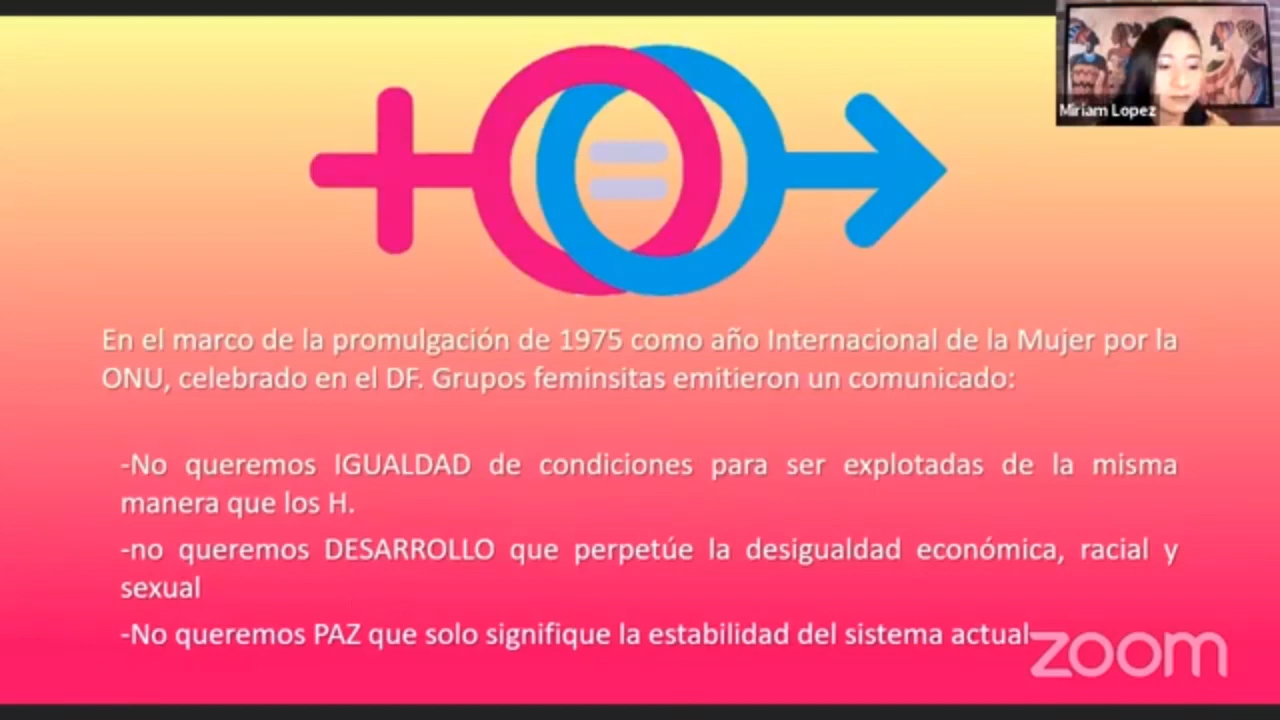 Miriam Lopez
En el marco de la promulgación de 1975 como año Internacional de la Mujer por la
ONU, celebrado en el DF. Grupos feminsitas emitieron un comunicado:
-No queremos IGUALDAD de condiciones para ser explotadas de la misma
manera que los H.
-no queremos DESARROLLO que perpetúe la desigualdad económica, racial y
sexual
-No queremos PAZ que solo signifique la estabilidad del sistema actual
zoom